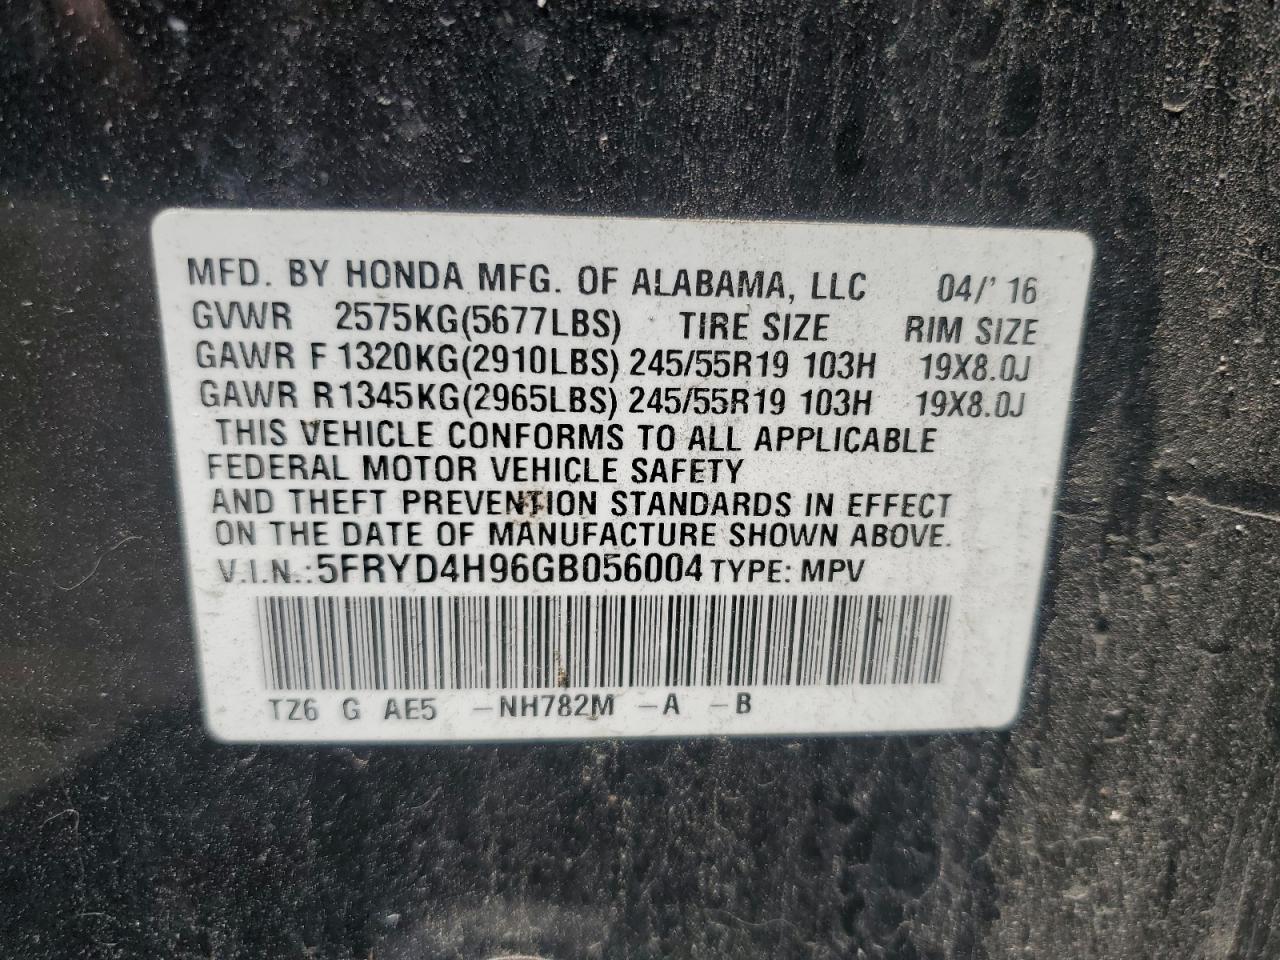 MFD. BY HONDA MFG. OF ALABAMA, LLC 04/' 16
GVWR 2575KG(5677LBS) TIRE SIZE RIM SIZE
GAWR F 1320KG(2910LBS) 245/55R19 103H 19X8.0J
GAWR R 1345KG(2965LBS) 245/55R19 103H 19X8.0J
THIS VEHICLE CONFORMS TO ALL APPLICABLE
FEDERAL MOTOR VEHICLE SAFETY
AND THEFT PREVENTION STANDARDS IN EFFECT
ON THE DATE OF MANUFACTURE SHOWN ABOVE.
V.I.N.:5FRYD4H96GB056004 TYPE: MPV
TZ6 G AE5 -NH782M -A -B